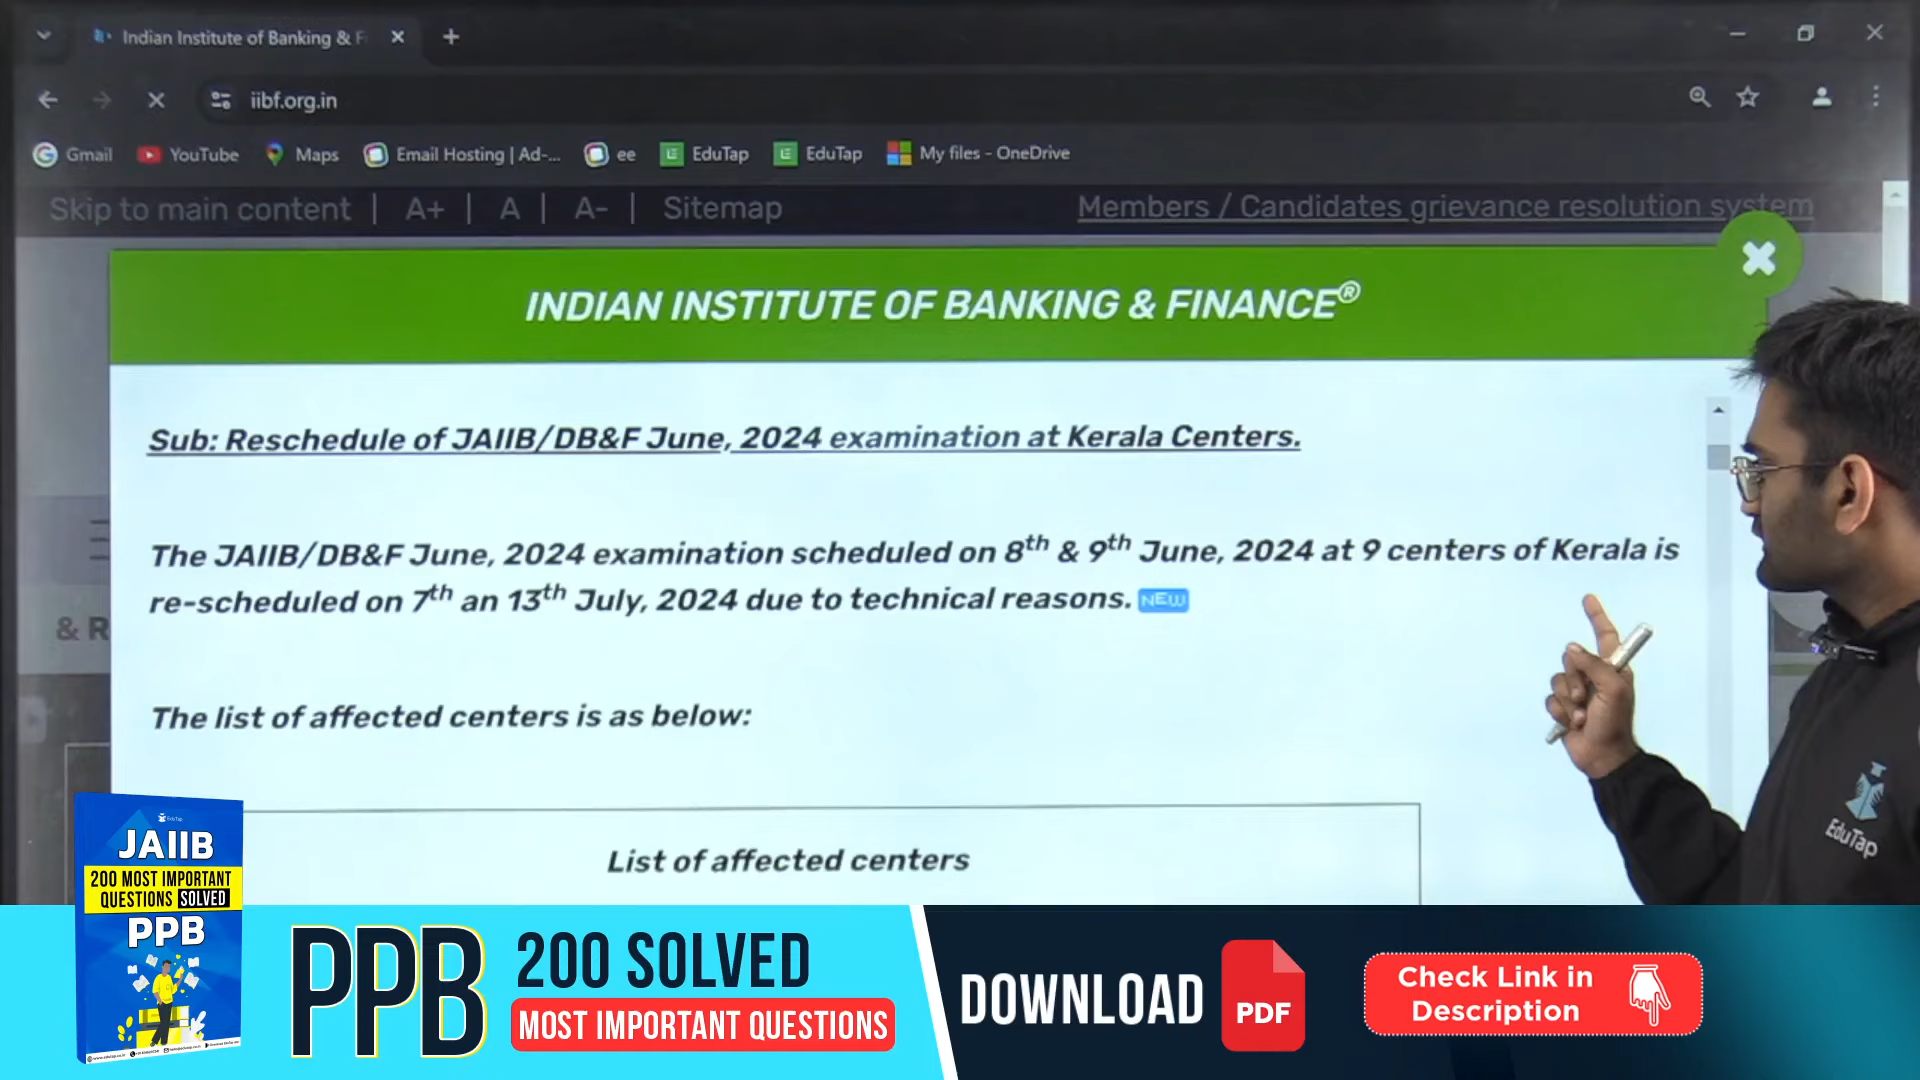 Indian Institute of Banking & F
iibf.org.in
Gmail YouTube Maps Email Hosting | Ad-... ee EduTap EduTap My files - OneDrive
Skip to main content | A+ | A | A- | Sitemap Members / Candidates grievance resolution system
INDIAN INSTITUTE OF BANKING & FINANCE®
Sub: Reschedule of JAIIB/DB&F June, 2024 examination at Kerala Centers.
The JAIIB/DB&F June, 2024 examination scheduled on 8th & 9th June, 2024 at 9 centers of Kerala is
re-scheduled on 7th an 13th July, 2024 due to technical reasons. NEW
& R
The list of affected centers is as below:
List of affected centers
EduTap
EduTap
JAIIB
200 MOST IMPORTANT
QUESTIONS SOLVED
PPB
PPB
200 SOLVED
MOST IMPORTANT QUESTIONS
DOWNLOAD
PDF
Check Link in
Description